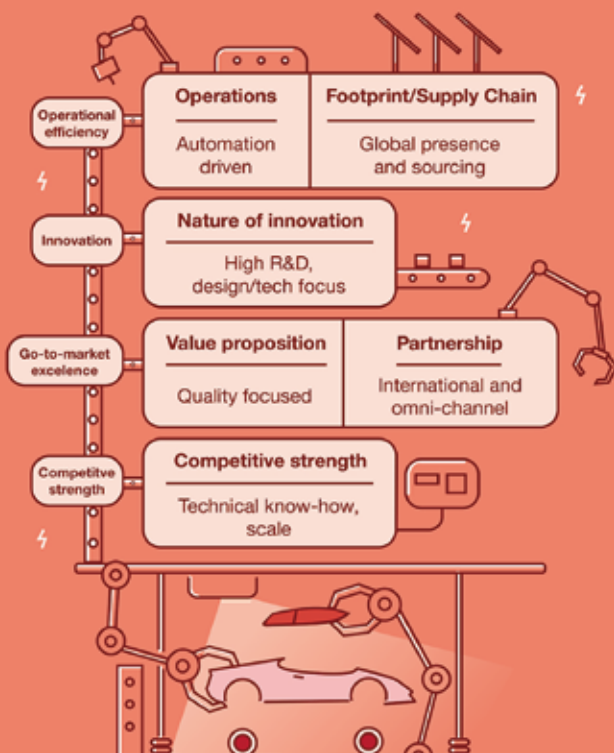 Operational
efficiency
Operations
Automation
driven
Footprint/Supply Chain
Global presence
and sourcing
Innovation
Nature of innovation
High R&D,
design/tech focus
Go-to-market
excelence
Value proposition
Quality focused
Partnership
International and
omni-channel
Competitve
strength
Competitive strength
Technical know-how,
scale